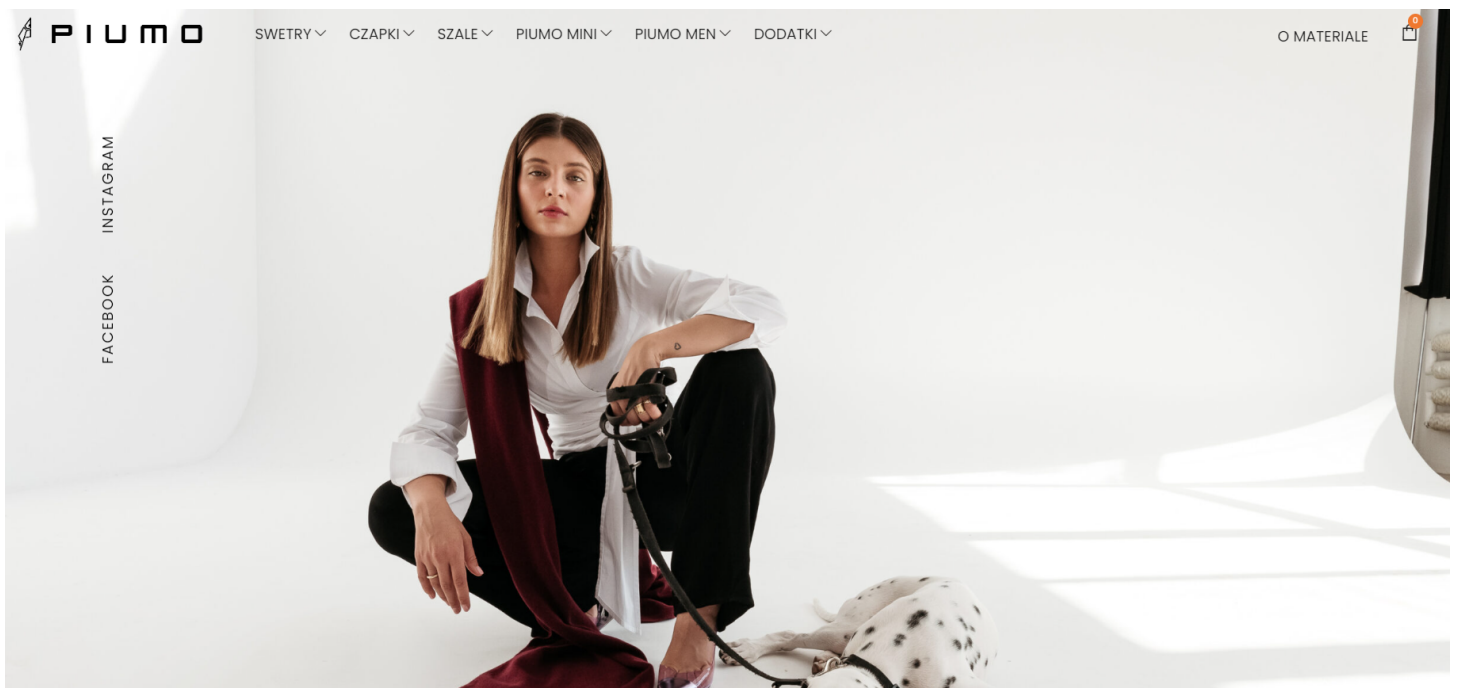 PIUMO
SWETRY
CZAPKI
SZALE
PIUMO MINI
PIUMO MEN
DODATKI
O MATERIALE
0
INSTAGRAM
FACEBOOK